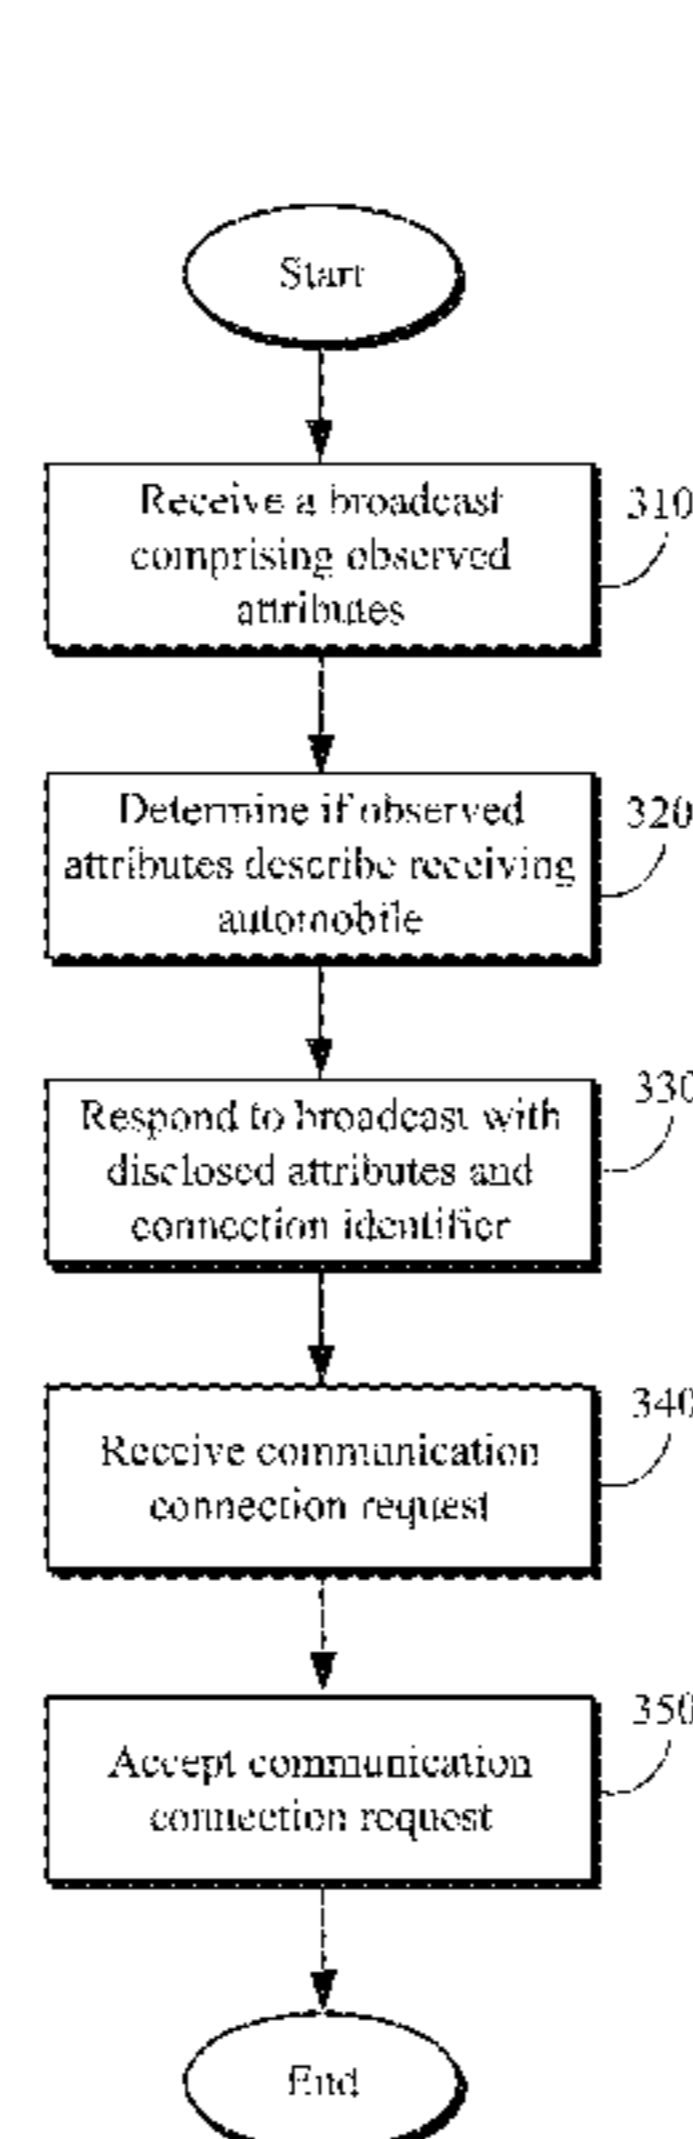 Start
Receive a broadcast
comprising observed
attributes
310
Determine if observed
attributes describe receiving
automobile
320
Respond to broadcast with
disclosed attributes and
connection identifier
330
Receive communication
connection request
340
Accept communication
connection request
350
End